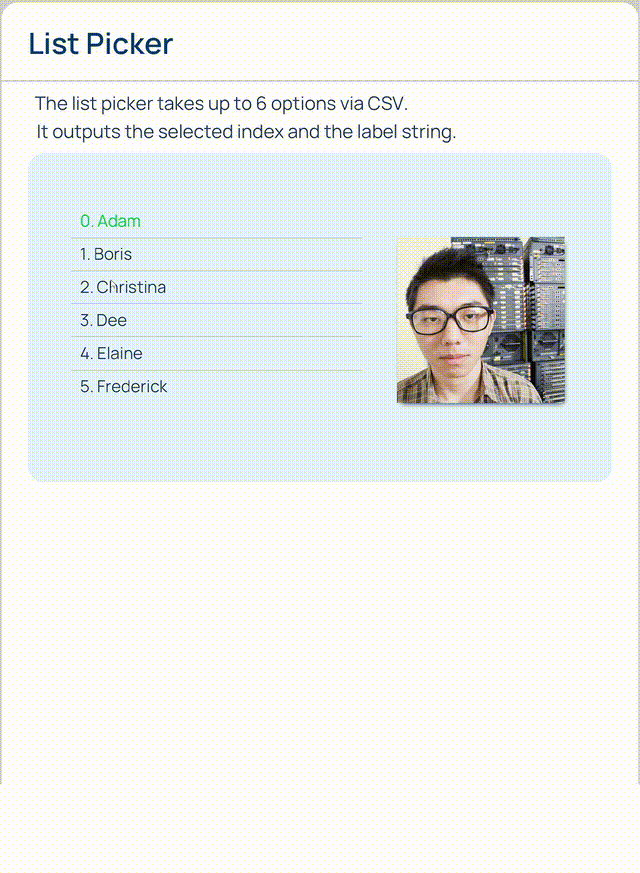 List Picker
The list picker takes up to 6 options via CSV.
It outputs the selected index and the label string.
0. Adam
1. Boris
2. Christina
3. Dee
4. Elaine
5. Frederick